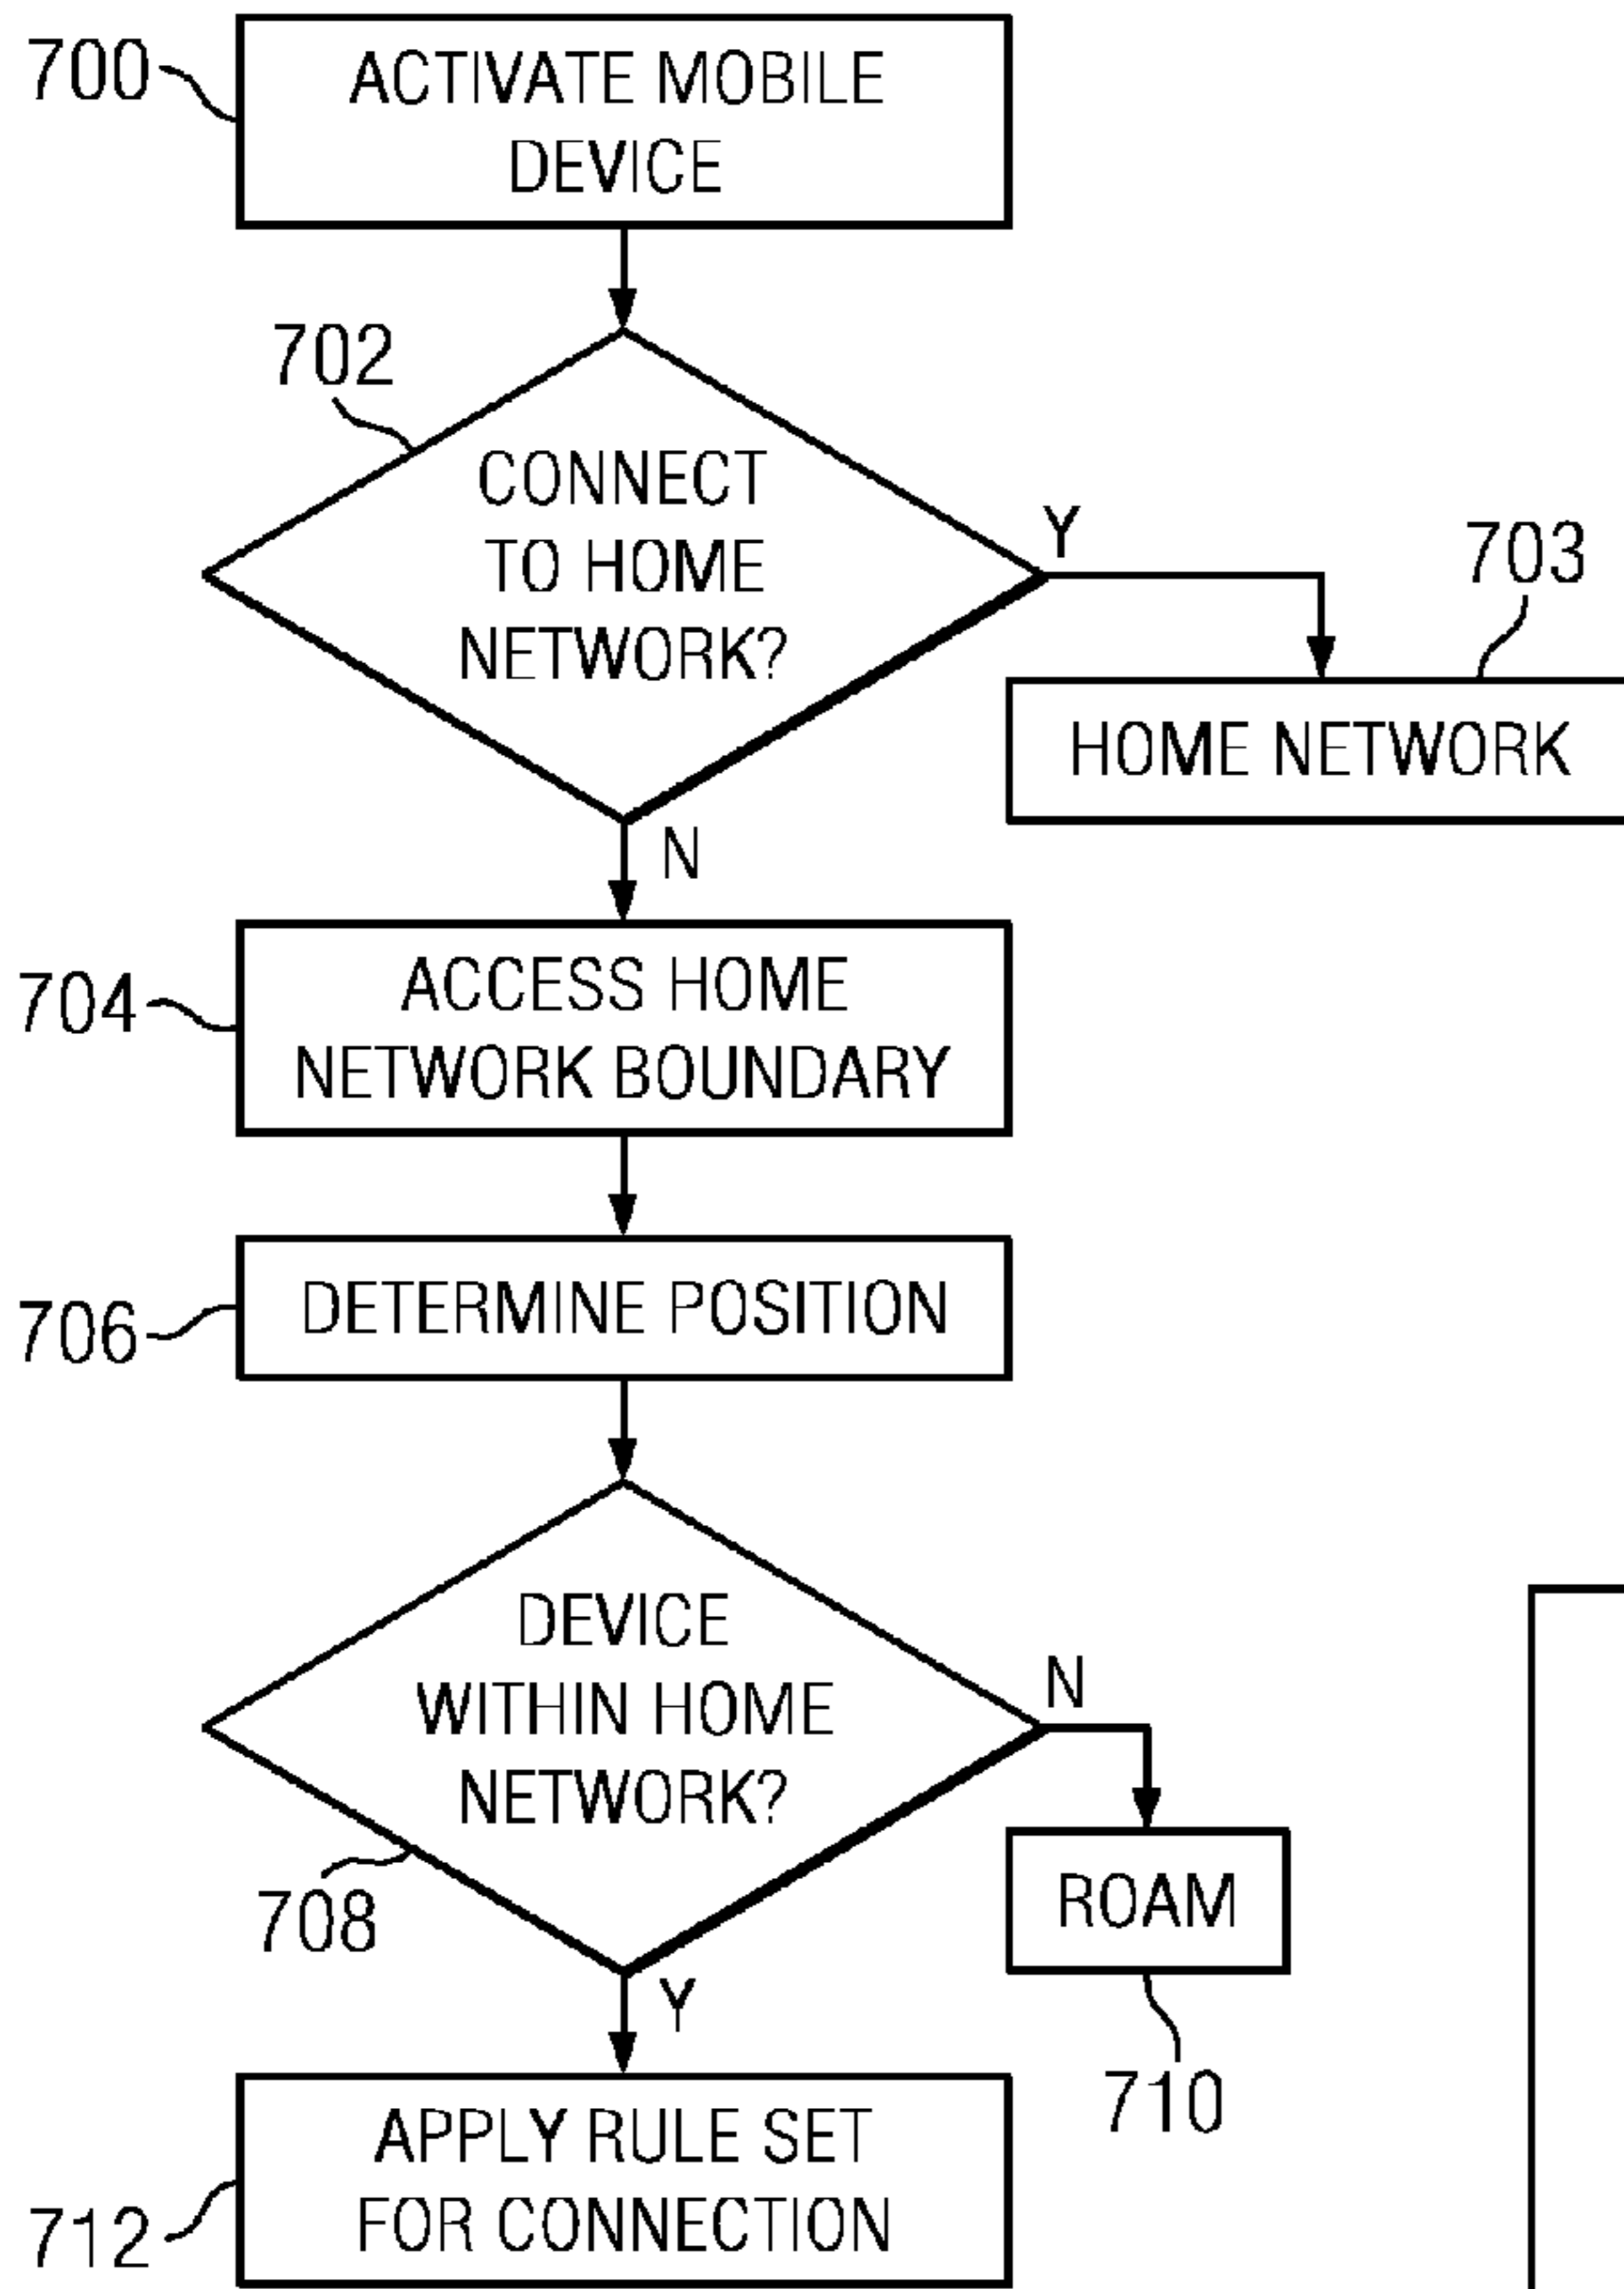 700
ACTIVATE MOBILE
DEVICE
702
CONNECT
TO HOME
NETWORK?
Y
703
HOME NETWORK
N
704
ACCESS HOME
NETWORK BOUNDARY
706
DETERMINE POSITION
DEVICE
WITHIN HOME
NETWORK?
N
708
ROAM
Y
710
APPLY RULE SET
FOR CONNECTION
712